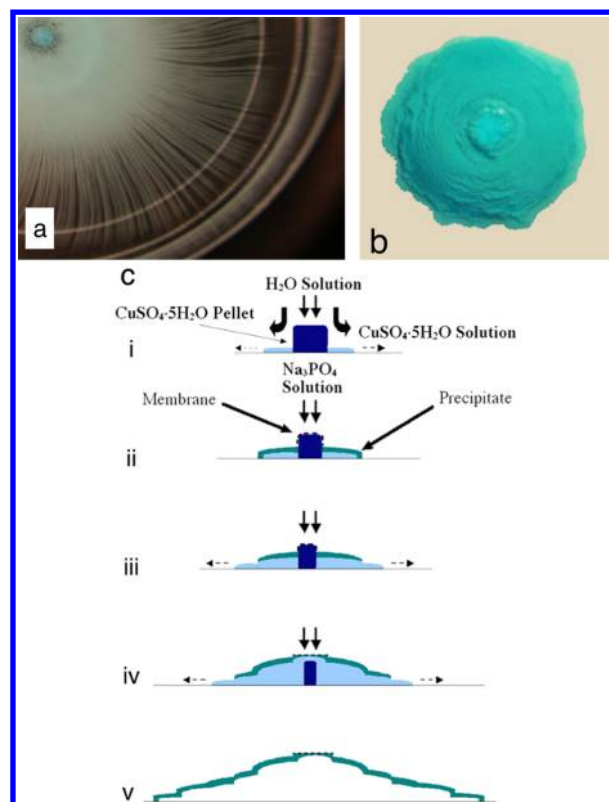 a
b
c
H₂O Solution
CuSO₄·5H₂O Pellet
CuSO₄·5H₂O Solution
i
Na₃PO₄
Solution
Membrane
Precipitate
ii
iii
iv
v